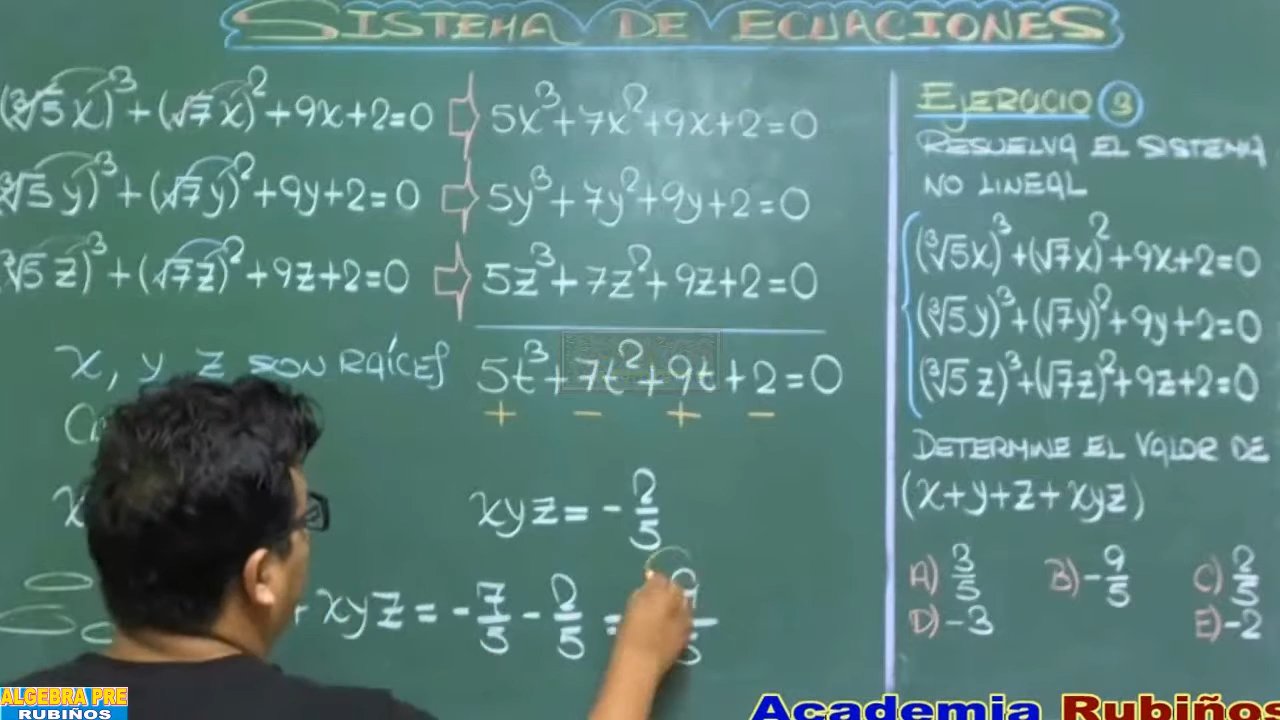 SISTEMA DE ECUACIONES
(∛5 x)³ + (√7 x)² + 9x + 2 = 0 ⇨ 5x³ + 7x² + 9x + 2 = 0
(∛5 y)³ + (√7 y)² + 9y + 2 = 0 ⇨ 5y³ + 7y² + 9y + 2 = 0
(∛5 z)³ + (√7 z)² + 9z + 2 = 0 ⇨ 5z³ + 7z² + 9z + 2 = 0
x, y, z SON RAÍCES 5t³ + 7t² + 9t + 2 = 0
+ − + −
x
xyz = - 2/5
+ xyz = - 7/5 - 2/5 = 9/5
EJERCICIO 3
RESUELVA EL SISTEMA
NO LINEAL
(∛5x)³ + (√7x)² + 9x + 2 = 0
(∛5y)³ + (√7y)² + 9y + 2 = 0
(∛5 z)³ + (√7z)² + 9z + 2 = 0
DETERMINE EL VALOR DE
(x+y+z+xyz)
A) 3/5 B) -9/5 C) 2/5
D) -3 E) -2
ALGEBRA PRE
RUBIÑOS
Academia Rubiños